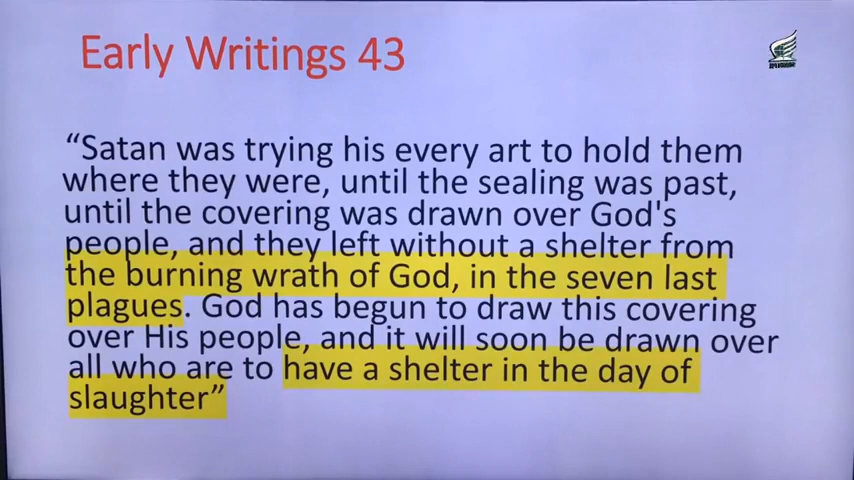 Early Writings 43
“Satan was trying his every art to hold them
where they were, until the sealing was past,
until the covering was drawn over God's
people, and they left without a shelter from
the burning wrath of God, in the seven last
plagues. God has begun to draw this covering
over His people, and it will soon be drawn over
all who are to have a shelter in the day of
slaughter”